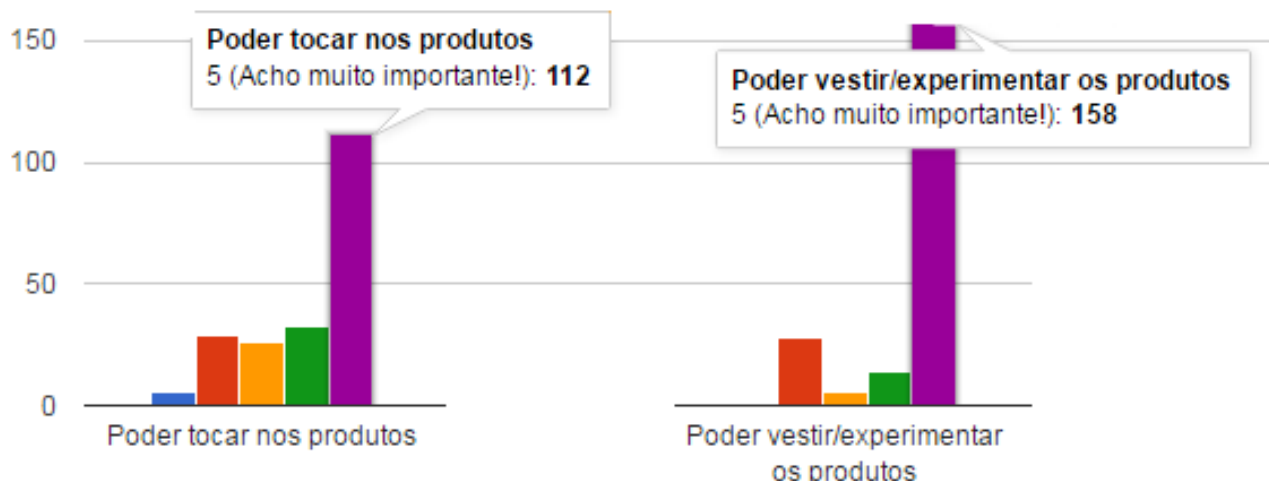 150
100
50
0
Poder tocar nos produtos
5 (Acho muito importante!): 112
Poder vestir/experimentar os produtos
5 (Acho muito importante!): 158
Poder tocar nos produtos
Poder vestir/experimentar
os produtos